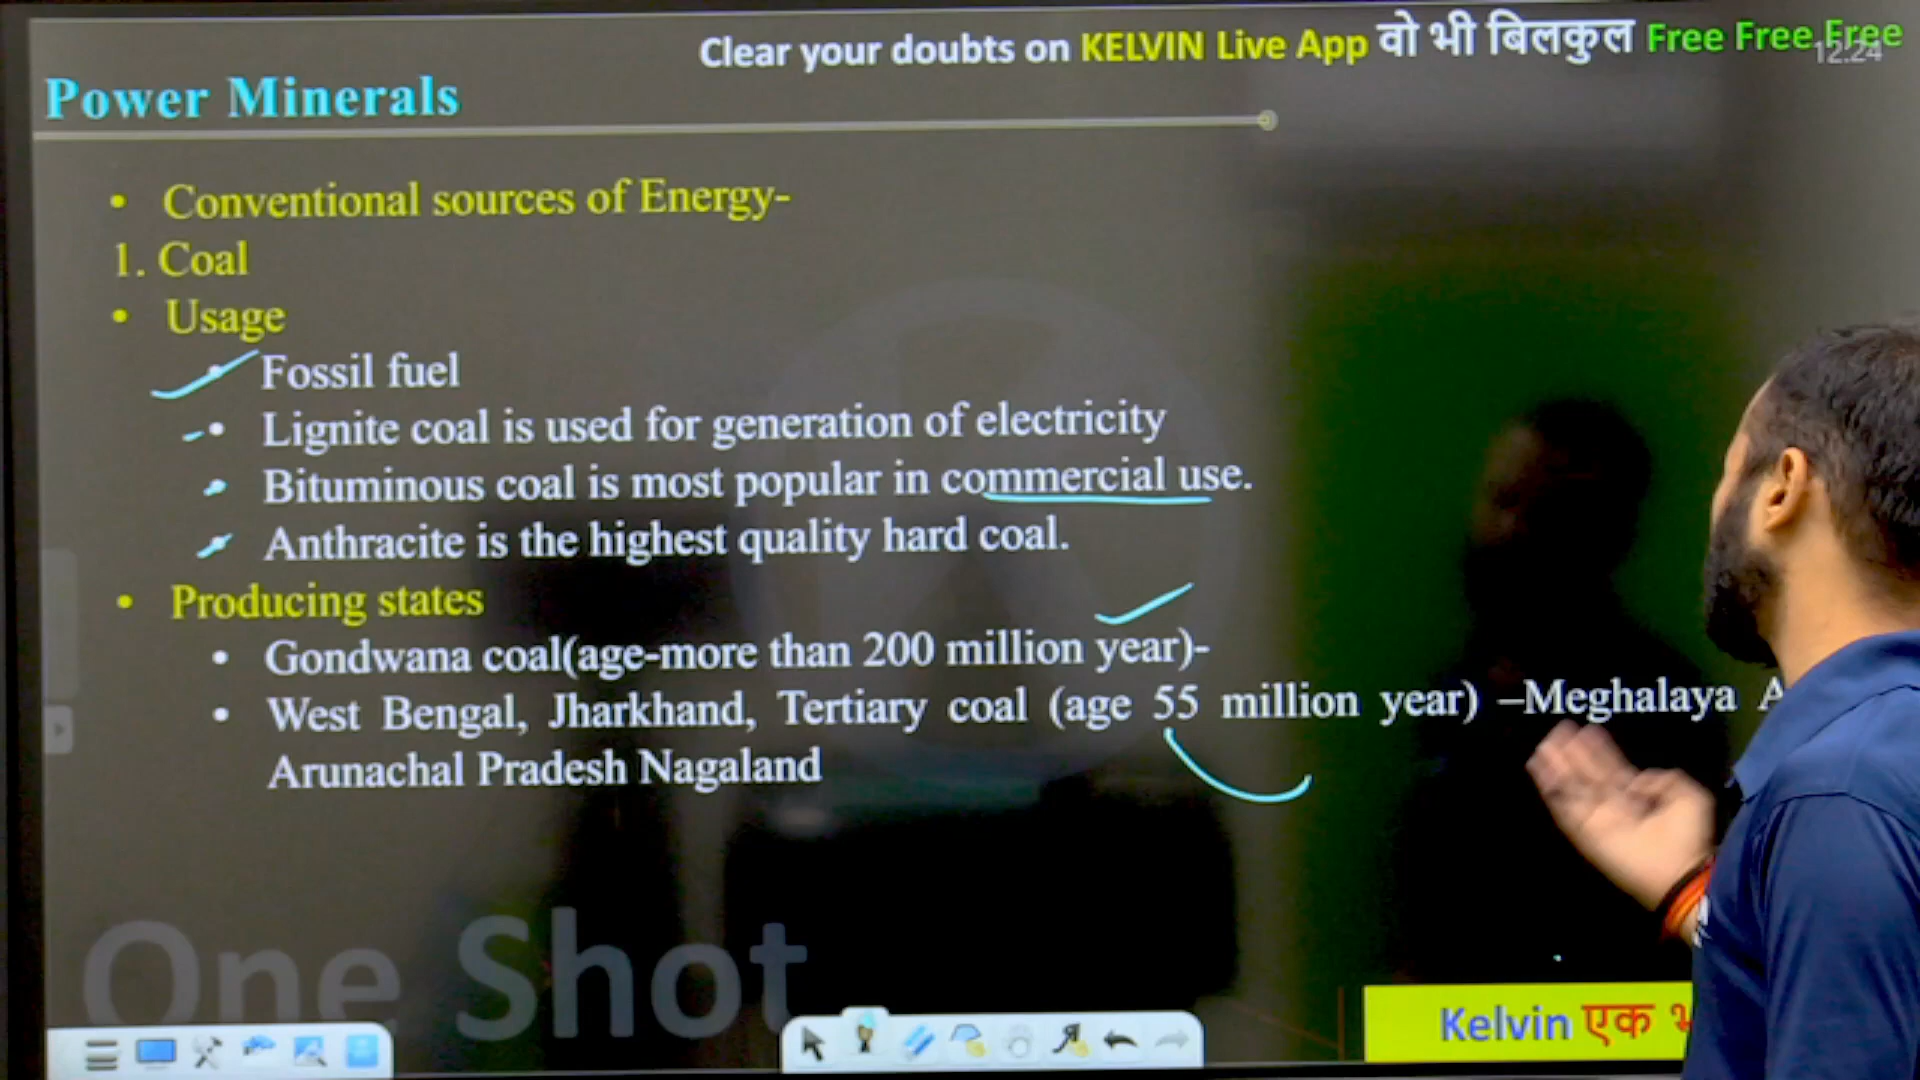 Clear your doubts on KELVIN Live App वो भी बिलकुल Free Free Free
12:24
Power Minerals
• Conventional sources of Energy-
1. Coal
• Usage
• Fossil fuel
• Lignite coal is used for generation of electricity
• Bituminous coal is most popular in commercial use.
• Anthracite is the highest quality hard coal.
• Producing states
• Gondwana coal(age-more than 200 million year)-
• West Bengal, Jharkhand, Tertiary coal (age 55 million year) –Meghalaya
Arunachal Pradesh Nagaland
One Shot
Kelvin एक